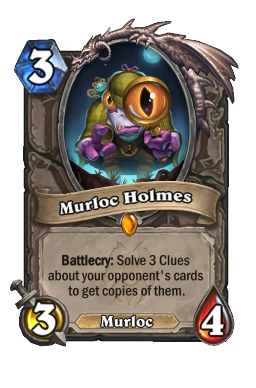 3
Murloc Holmes
Battlecry: Solve 3 Clues
about your opponent's cards
to get copies of them.
3
Murloc
4